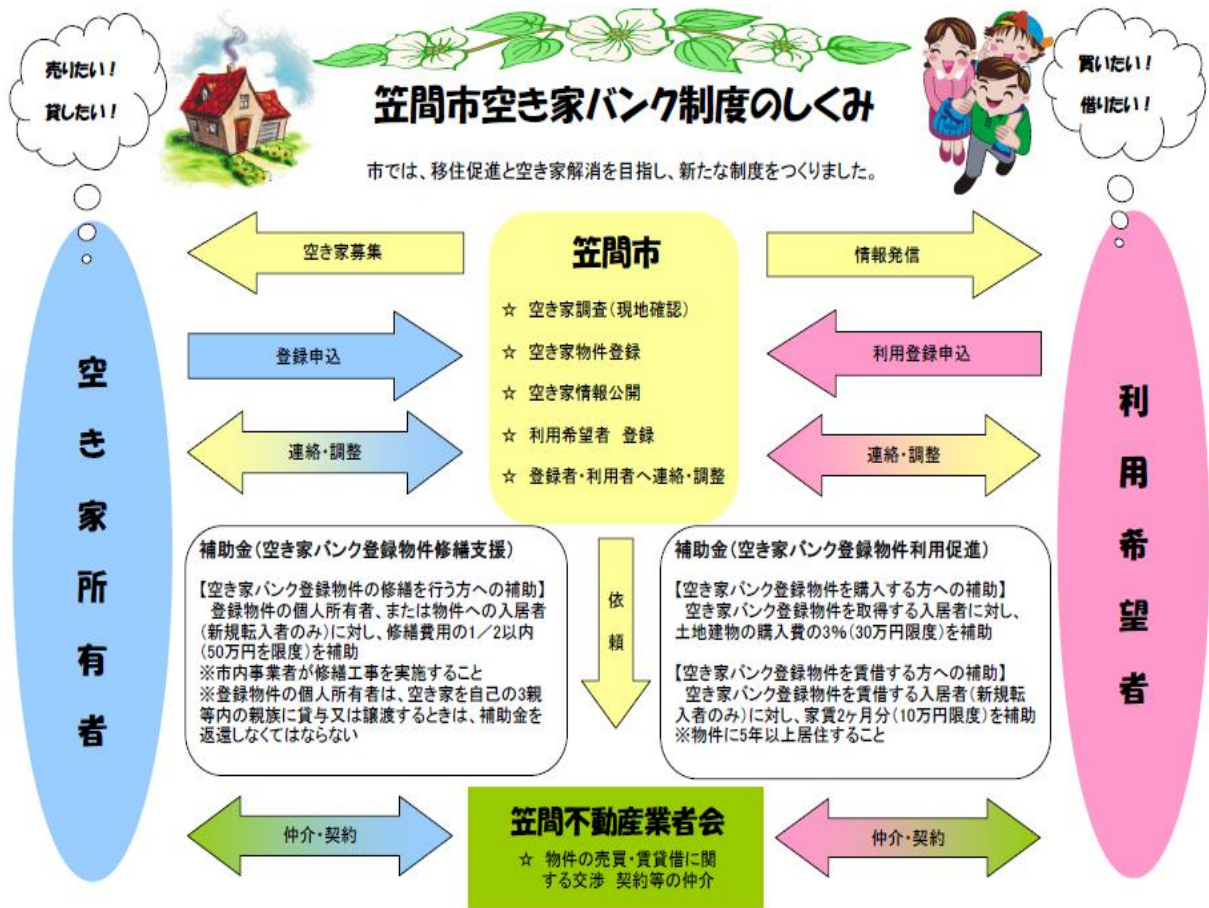 売りたい!
貸したい!
買いたい!
借りたい!
笠間市空き家バンク制度のしくみ
市では、移住促進と空き家解消を目指し、新たな制度をつくりました。
空き家所有者
利用希望者
空き家募集
登録申込
連絡・調整
笠間市
☆ 空き家調査(現地確認)
☆ 空き家物件登録
☆ 空き家情報公開
☆ 利用希望者 登録
☆ 登録者・利用者へ連絡・調整
情報発信
利用登録申込
連絡・調整
補助金(空き家バンク登録物件修繕支援)
【空き家バンク登録物件の修繕を行う方への補助】
登録物件の個人所有者、または物件への入居者
(新規転入者のみ)に対し、修繕費用の1/2以内
(50万円を限度)を補助
※市内事業者が修繕工事を実施すること
※登録物件の個人所有者は、空き家を自己の3親
等内の親族に貸与又は譲渡するときは、補助金を
返還しなくてはならない
依頼
補助金(空き家バンク登録物件利用促進)
【空き家バンク登録物件を購入する方への補助】
空き家バンク登録物件を取得する入居者に対し、
土地建物の購入費の3%(30万円限度)を補助
【空き家バンク登録物件を賃借する方への補助】
空き家バンク登録物件を賃借する入居者(新規転
入者のみ)に対し、家賃2ヶ月分(10万円限度)を補助
※物件に5年以上居住すること
仲介・契約
笠間不動産業者会
☆ 物件の売買・賃貸借に関
する交渉 契約等の仲介
仲介・契約